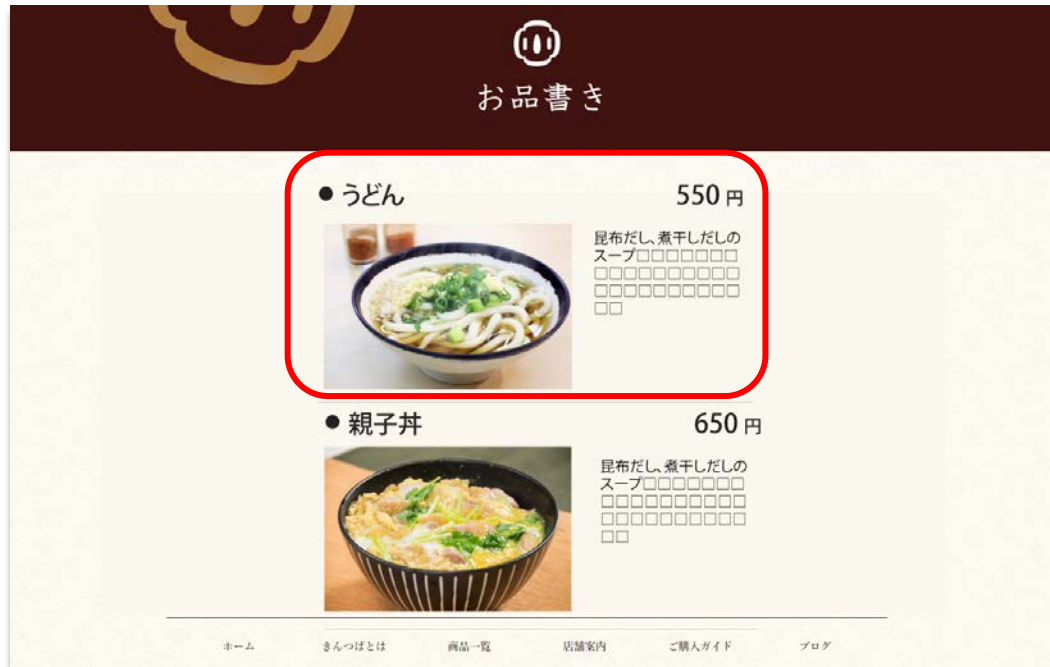 お品書き
● うどん 550 円
昆布だし、煮干しだしの
スープ□□□□□□□
□□□□□□□□□□
□□□□□□□□□□
□□
● 親子丼 650 円
昆布だし、煮干しだしの
スープ□□□□□□□
□□□□□□□□□□
□□□□□□□□□□
□□
ホーム きんつばとは 商品一覧 店舗案内 ご購入ガイド ブログ